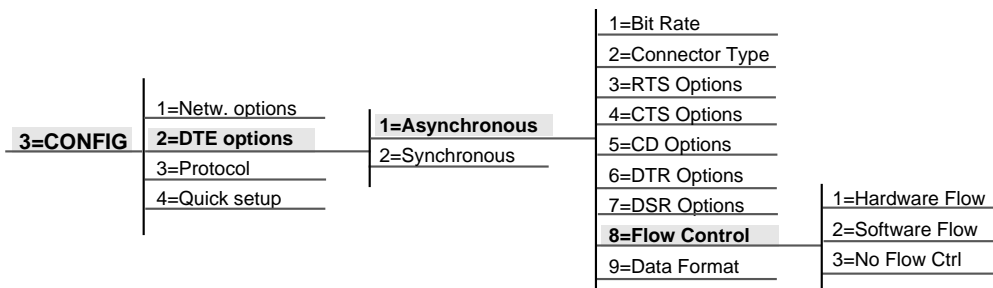 3=CONFIG
1=Netw. options
2=DTE options
3=Protocol
4=Quick setup
1=Asynchronous
2=Synchronous
1=Bit Rate
2=Connector Type
3=RTS Options
4=CTS Options
5=CD Options
6=DTR Options
7=DSR Options
8=Flow Control
9=Data Format
1=Hardware Flow
2=Software Flow
3=No Flow Ctrl